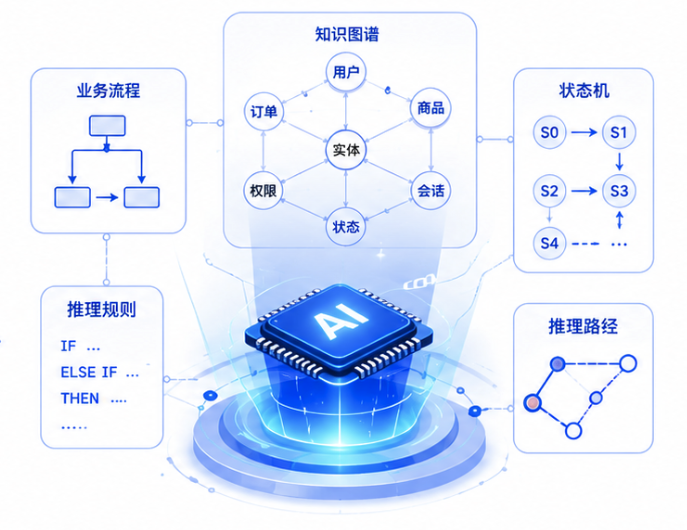 知识图谱
用户
订单
商品
实体
权限
会话
状态
业务流程
状态机
S0
S1
S2
S3
S4
...
推理规则
IF ...
ELSE IF ...
THEN ....
.....
AI
推理路径